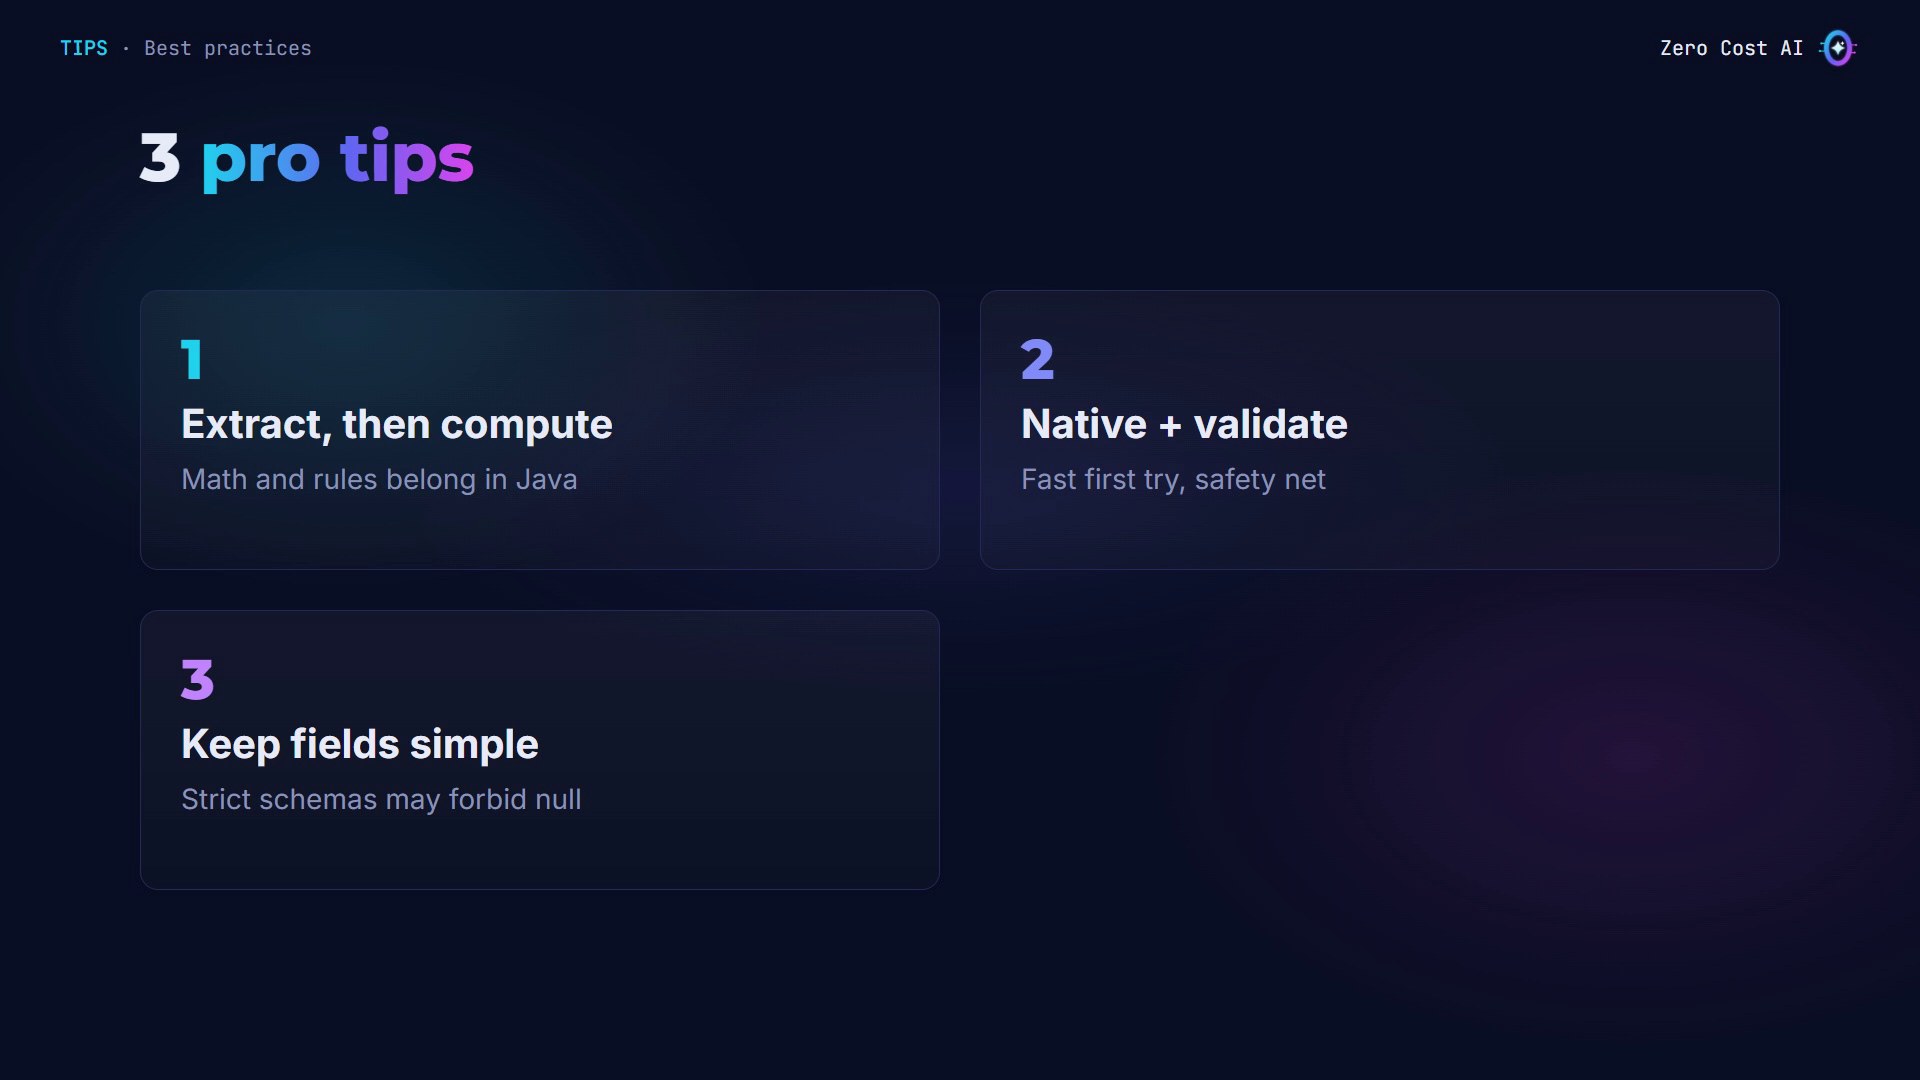 TIPS · Best practices
Zero Cost AI
3 pro tips
1
Extract, then compute
Math and rules belong in Java
2
Native + validate
Fast first try, safety net
3
Keep fields simple
Strict schemas may forbid null